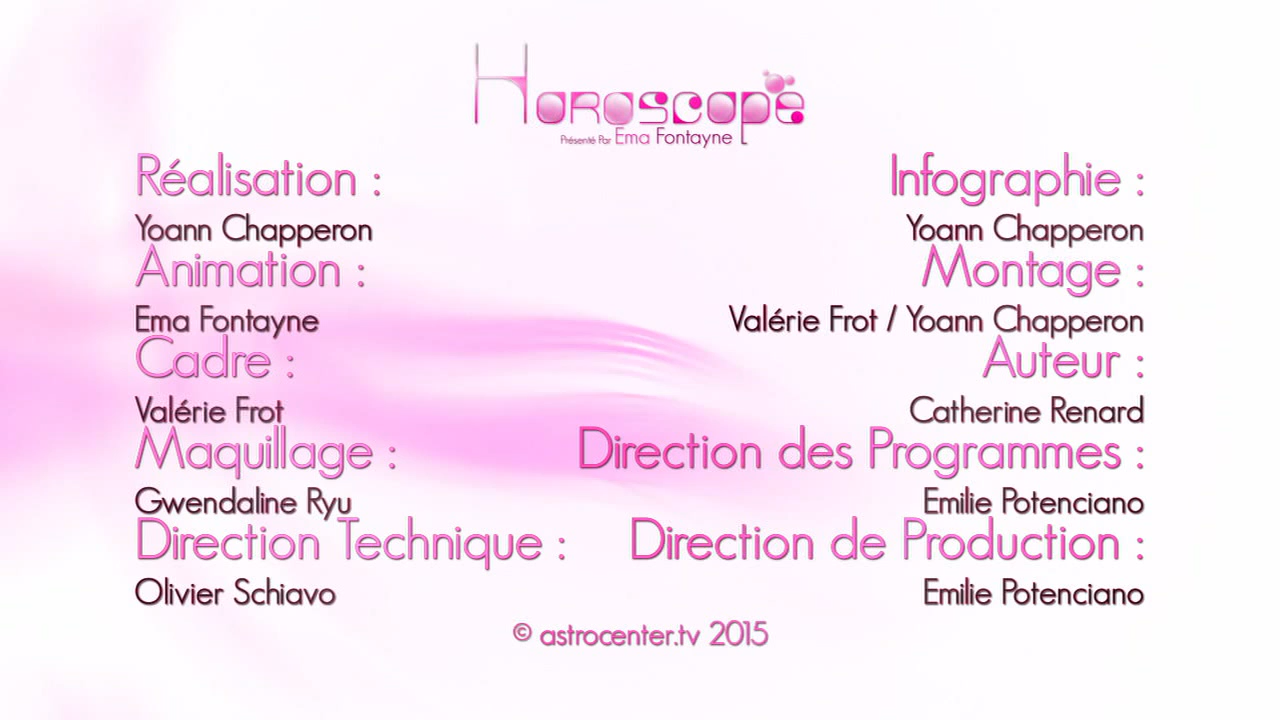 Horoscope
Présenté Par Ema Fontayne
Réalisation :
Yoann Chapperon
Animation :
Ema Fontayne
Cadre :
Valérie Frot
Maquillage :
Gwendaline Ryu
Direction Technique :
Olivier Schiavo
Infographie :
Yoann Chapperon
Montage :
Valérie Frot / Yoann Chapperon
Auteur :
Catherine Renard
Direction des Programmes :
Emilie Potenciano
Direction de Production :
Emilie Potenciano
© astrocenter.tv 2015